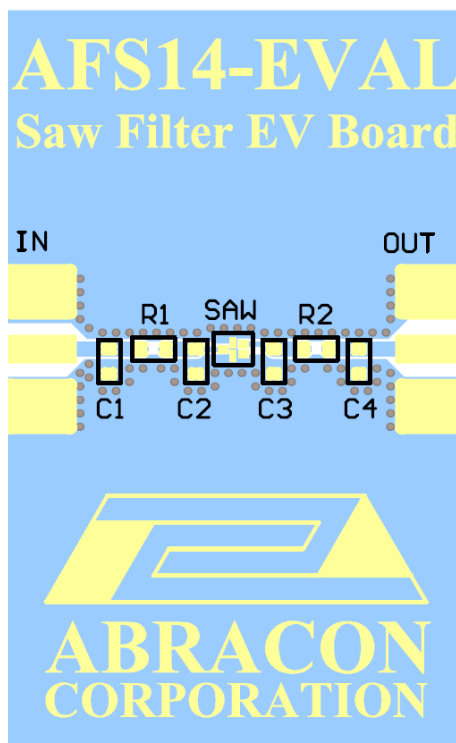 AFS14-EVAL
Saw Filter EV Board
IN OUT
R1 SAW R2
C1 C2 C3 C4
ABRACON
CORPORATION